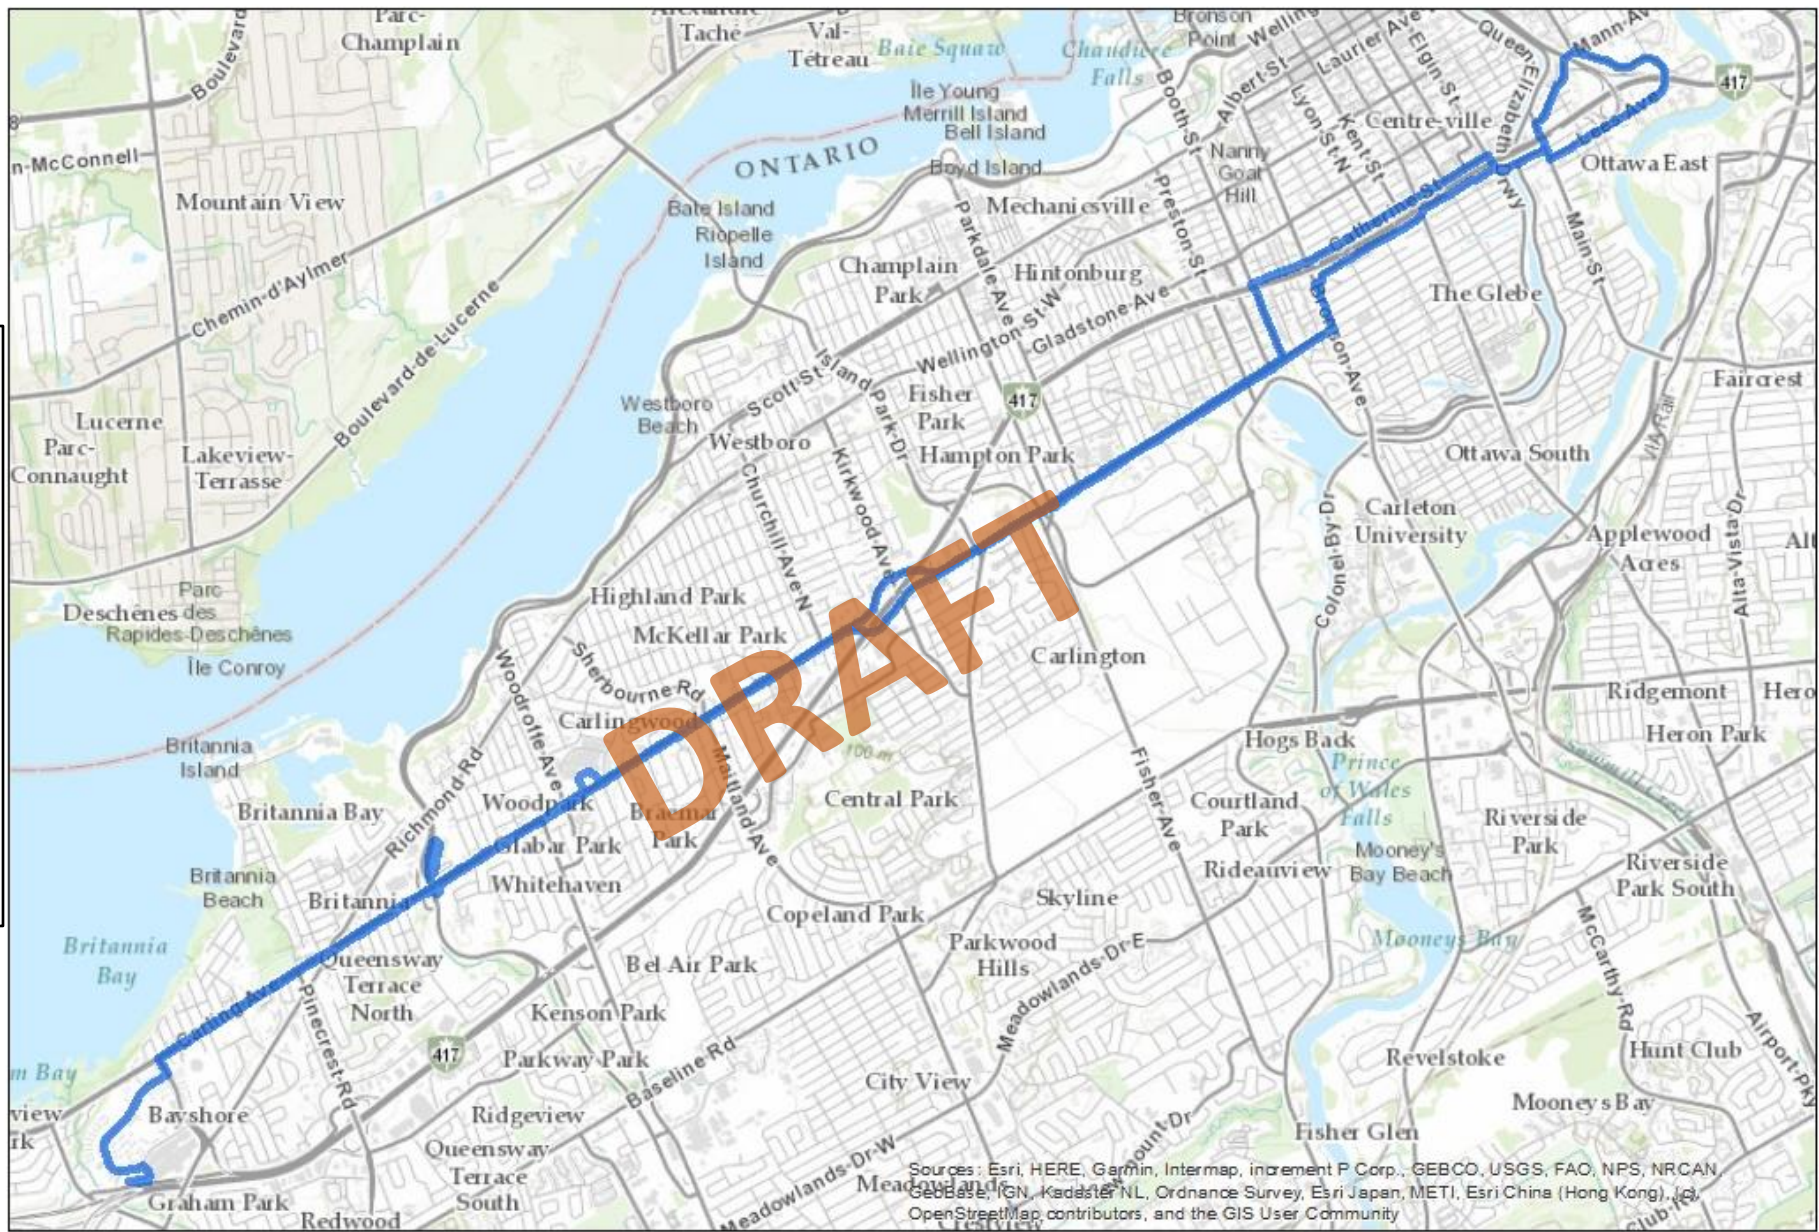 Parc-
Champlain
Boulevard
Taché
Val-
Tétreau
Baie Squaw
Chaudière
Falls
Bronson
Point
Laurier Ave
Elgin St
Queen Elizabeth
Mann Av
417
Île Young
Merrill Island
Bell Island
Booth St
Albert St
Lyon St N
Kent St
Centre-ville
Lees Ave
n-McConnell
ONTARIO
Boyd Island
Nanny
Goat
Hill
Ottawa East
Mountain View
Bate Island
Riopelle
Island
Mechanicsville
Preston St
Parkdale Ave
Catherine St
Main St
Chemin-d'Aylmer
Champlain
Park
Hintonburg
The Glebe
Boulevard-de-Lucerne
Gladstone Ave
Wellington St W
Bronson Ave
Scott St
Island Park Dr
Fisher
Park
417
Faircrest
Westboro
Beach
Lucerne
Parc-
Connaught
Lakeview-
Terrasse
Westboro
Churchill Ave N
Kirkwood Ave
Hampton Park
Ottawa South
VIA Rail
Carleton
University
Colonel By Dr
Applewood
Acres
Alta Vista Dr
Alt
Parc
des
Rapides-Deschênes
Deschênes
Île Conroy
Highland Park
McKellar Park
DRAFT
Carlington
Sherbourne Rd
Woodroffe Ave
Carlingwood
Ridgemont
Hero
Heron Park
Hogs Back
Prince
of Wales
Falls
Britannia
Island
Richmond Rd
Maitland Ave
100 m
Fisher Ave
Britannia Bay
Woodpark
Braemar
Park
Central Park
Courtland
Park
Riverside
Park
Glabar Park
Mooney's
Bay Beach
Rideauview
Riverside
Park South
Britannia
Beach
Britannia
Whitehaven
Copeland Park
Skyline
McCarthy Rd
Britannia
Bay
Queensway
Terrace
North
Bel Air Park
Parkwood
Hills
Meadowlands Dr E
Mooneys Bay
Carling Ave
Pinecrest Rd
Kenson Park
417
Parkway Park
Baseline Rd
City View
Revelstoke
Hunt Club
Airport Pky
m Bay
view
rk
Bayshore
Ridgeview
Mooneys Bay
Queensway
Terrace
South
Fisher Glen
Graham Park
Redwood
Meadowlands Dr W
Meadowlands
Crestview
Sources: Esri, HERE, Garmin, Intermap, increment P Corp., GEBCO, USGS, FAO, NPS, NRCAN,
GeoBase, IGN, Kadaster NL, Ordnance Survey, Esri Japan, METI, Esri China (Hong Kong), (c)
OpenStreetMap contributors, and the GIS User Community